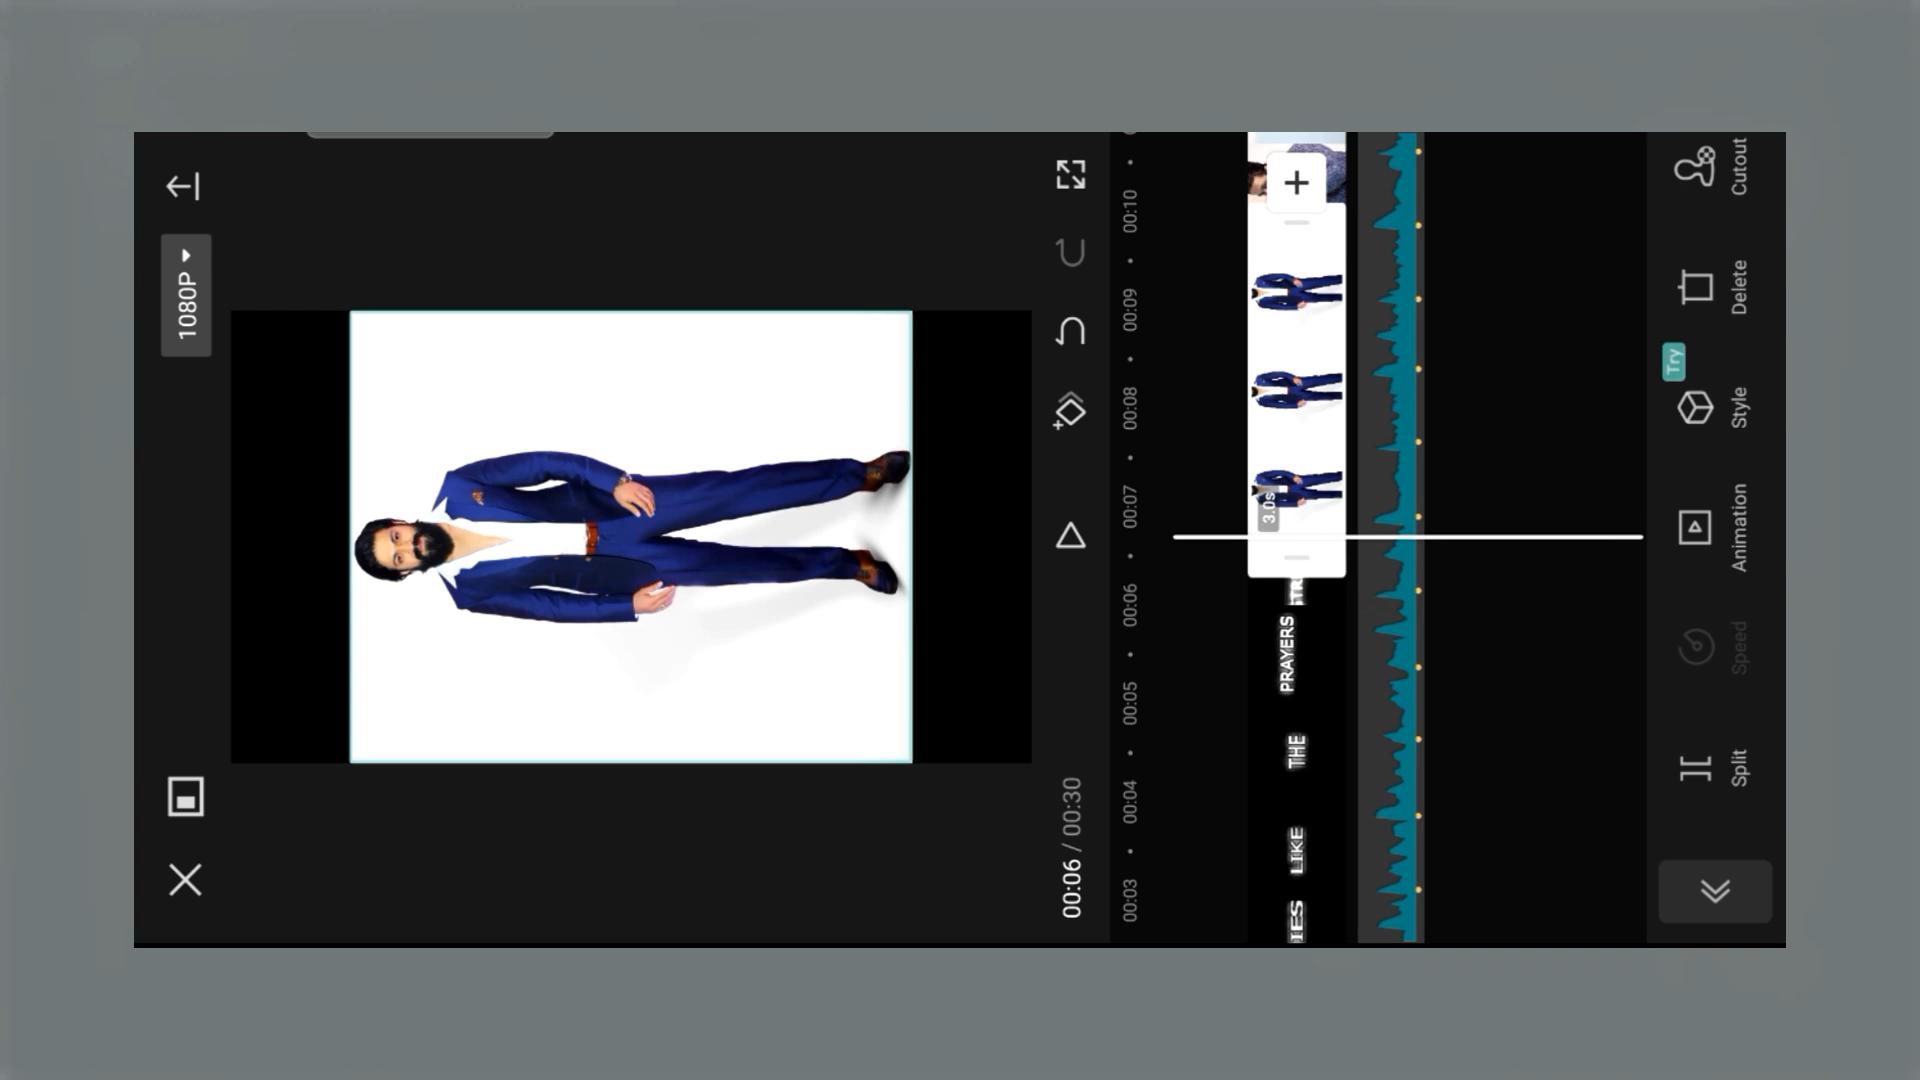 1080P
00:06 / 00:30
00:03
00:04
00:05
00:06
00:07
00:08
00:09
00:10
IES LIKE THE PRAYERS
3.0s
Split
Speed
Animation
Try
Style
Delete
Cutout